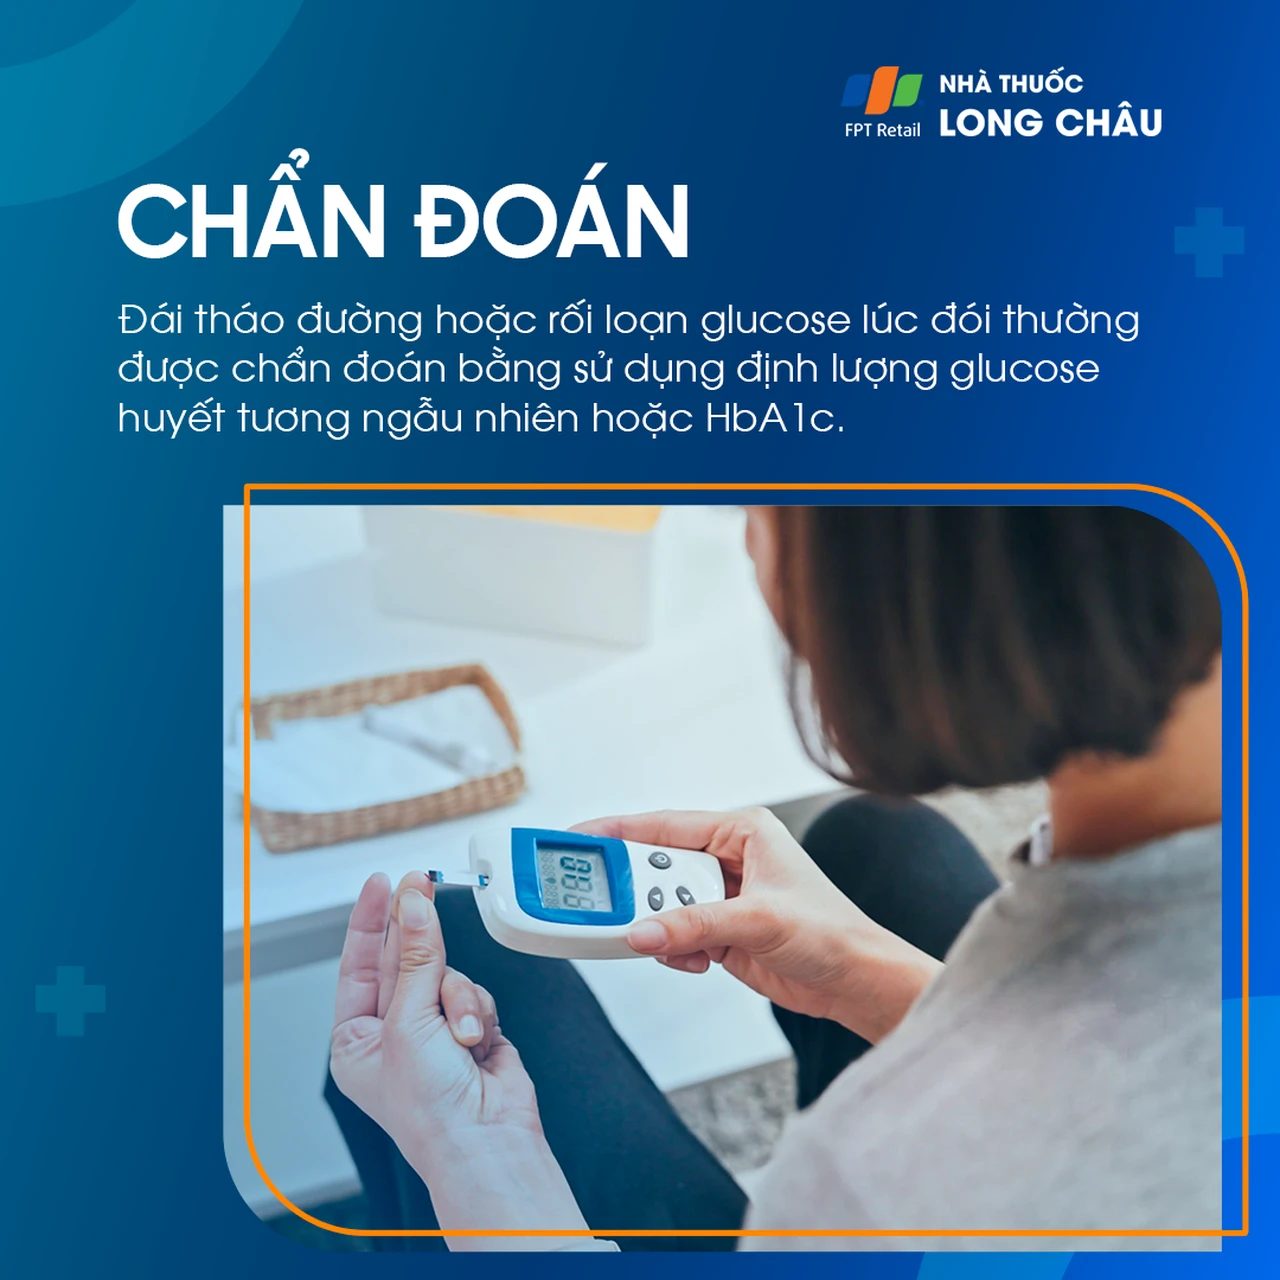 NHÀ THUỐC
FPT Retail LONG CHÂU
CHẨN ĐOÁN
Đái tháo đường hoặc rối loạn glucose lúc đói thường
được chẩn đoán bằng sử dụng định lượng glucose
huyết tương ngẫu nhiên hoặc HbA1c.